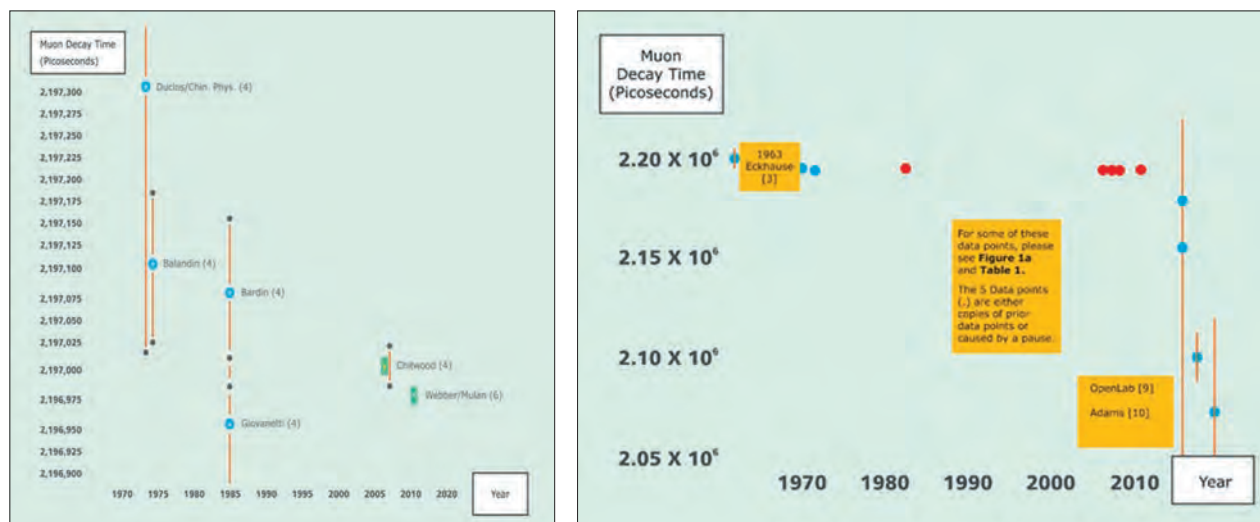 Muon Decay Time
(Picoseconds)
2,197,300
Duclos/Chin. Phys. (4)
2,197,275
2,197,250
2,197,225
2,197,200
2,197,175
2,197,150
2,197,125
2,197,100
Balandin (4)
2,197,075
Bardin (4)
2,197,050
2,197,025
2,197,000
Chitwood (4)
2,196,975
Webber/Mulan (6)
2,196,950
Giovanetti (4)
2,196,925
2,196,900
1970 1975 1980 1985 1990 1995 2000 2005 2010 2020
Year
Muon
Decay Time
(Picoseconds)
2.20 X 10⁶
1963
Eckhause
[3]
2.15 X 10⁶
For some of these
data points, please
see Figure 1a
and Table 1.
The 5 Data points
(.) are either
copies of prior
data points or
caused by a pause.
2.10 X 10⁶
OpenLab [9]
Adams [10]
2.05 X 10⁶
1970 1980 1990 2000 2010
Year